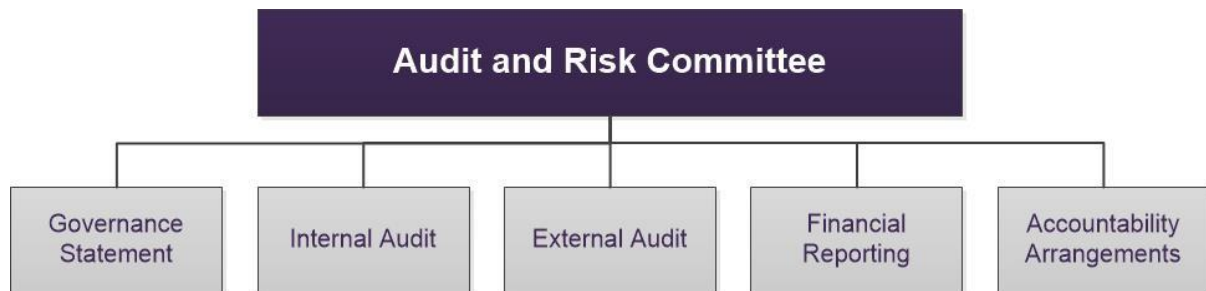 Audit and Risk Committee
Governance
Statement
Internal Audit
External Audit
Financial
Reporting
Accountability
Arrangements